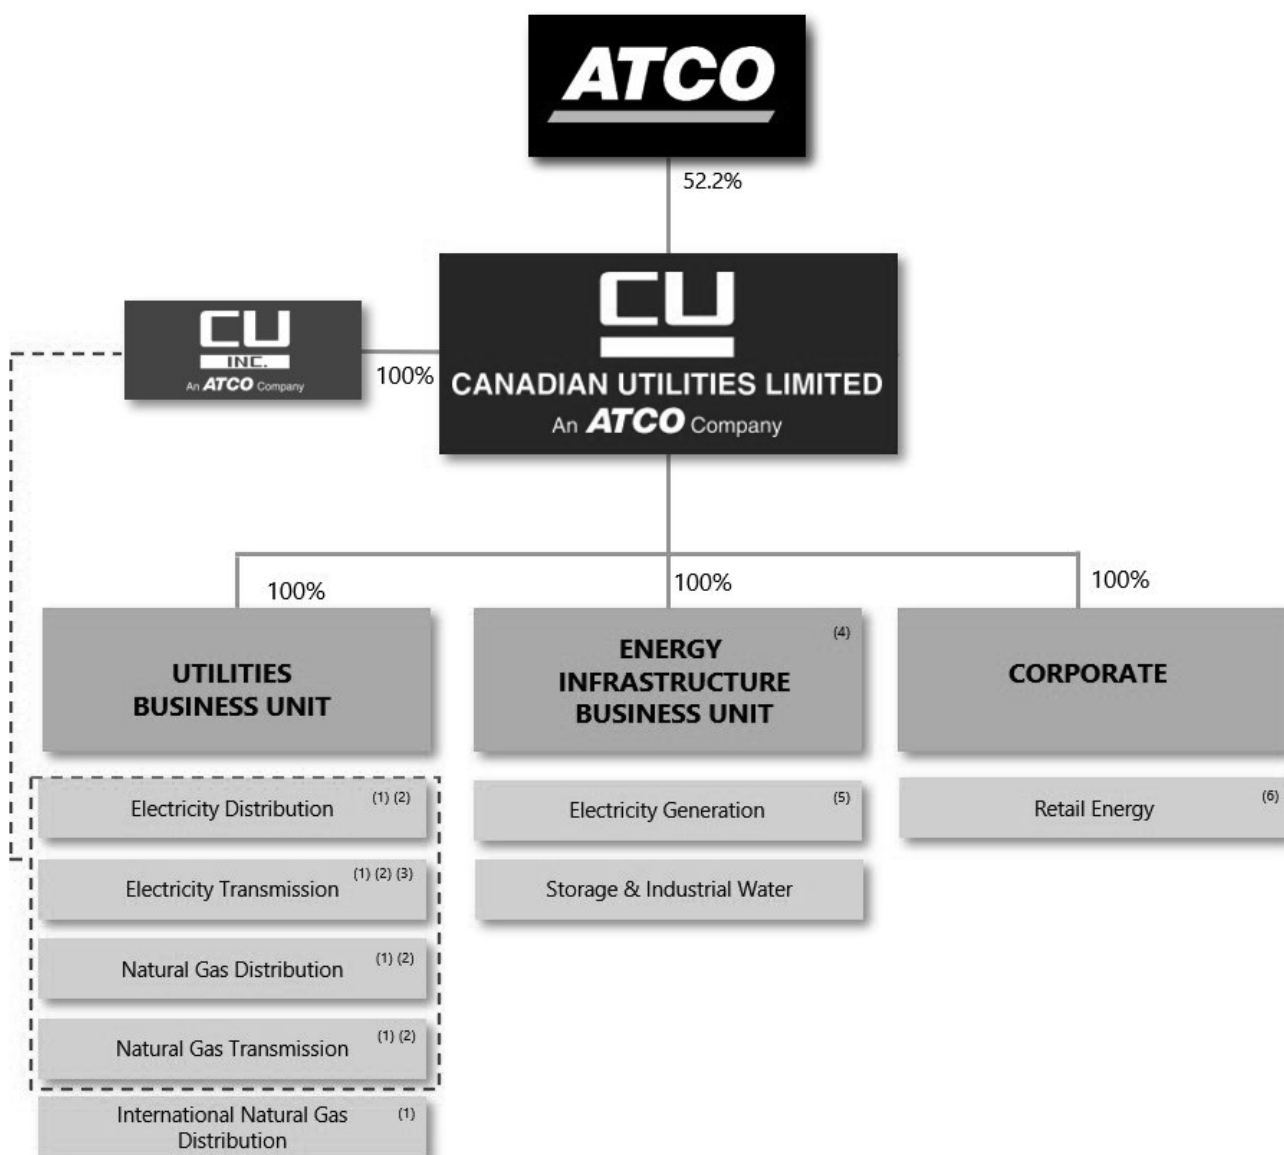 ATCO
52.2%
CU
INC.
An ATCO Company
100%
CU
CANADIAN UTILITIES LIMITED
An ATCO Company
100%
100%
100%
UTILITIES
BUSINESS UNIT
ENERGY
INFRASTRUCTURE
BUSINESS UNIT
(4)
CORPORATE
Electricity Distribution (1) (2)
Electricity Transmission (1) (2) (3)
Natural Gas Distribution (1) (2)
Natural Gas Transmission (1) (2)
International Natural Gas (1)
Distribution
Electricity Generation (5)
Storage & Industrial Water
Retail Energy (6)